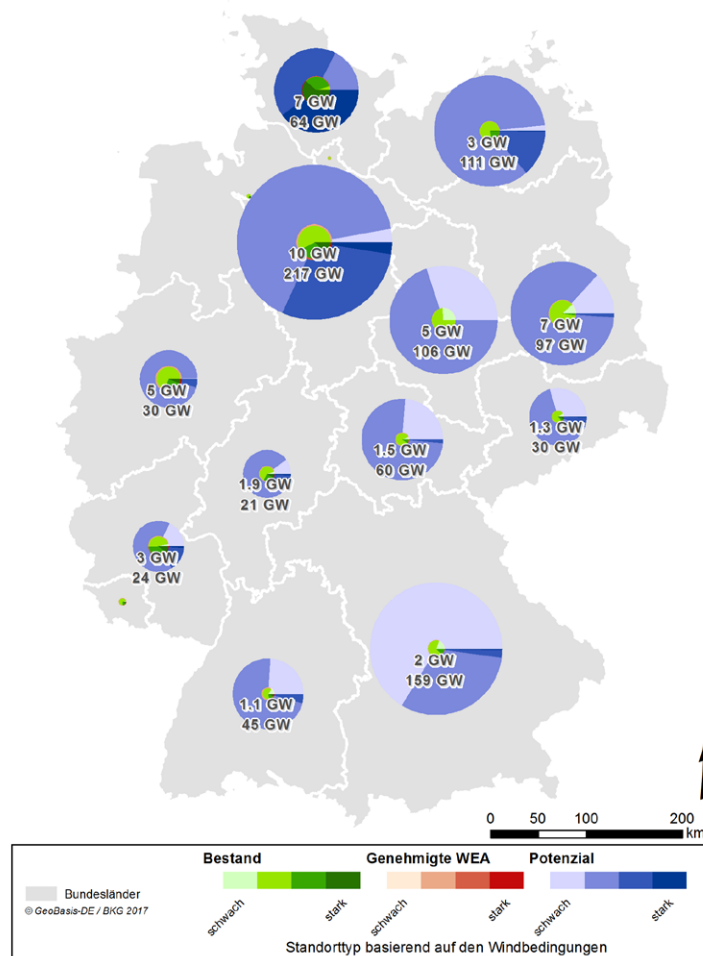 7 GW
64 GW
3 GW
111 GW
10 GW
217 GW
5 GW
106 GW
7 GW
97 GW
5 GW
30 GW
1.3 GW
30 GW
1.5 GW
60 GW
1.9 GW
21 GW
3 GW
24 GW
2 GW
159 GW
1.1 GW
45 GW
0 50 100 200
km
Bestand Genehmigte WEA Potenzial
Bundesländer
© GeoBasis-DE / BKG 2017
schwach stark schwach stark schwach stark
Standorttyp basierend auf den Windbedingungen